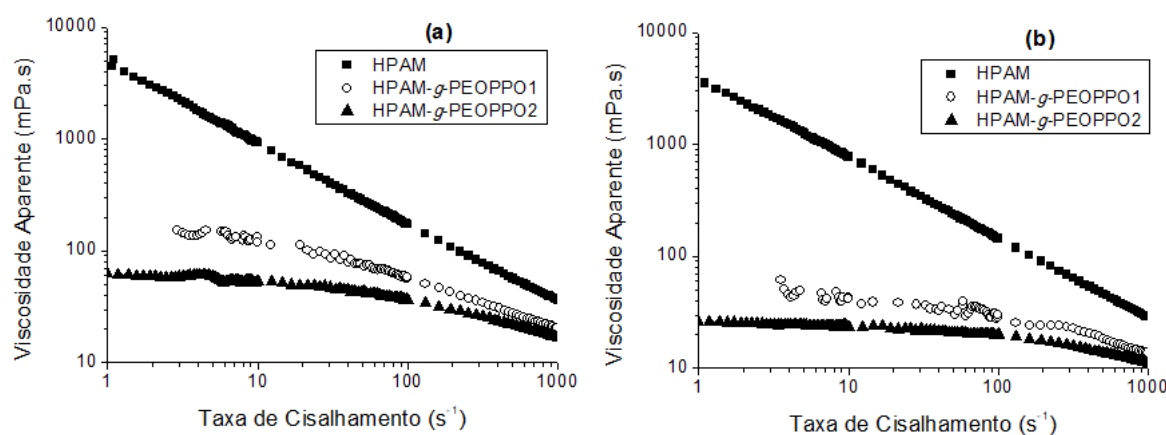 (a)
HPAM
HPAM-g-PEOPPO1
HPAM-g-PEOPPO2
Viscosidade Aparente (mPa.s)
10000
1000
100
10
1
10
100
1000
Taxa de Cisalhamento (s⁻¹)
(b)
HPAM
HPAM-g-PEOPPO1
HPAM-g-PEOPPO2
Viscosidade Aparente (mPa.s)
10000
1000
100
10
1
10
100
1000
Taxa de Cisalhamento (s⁻¹)